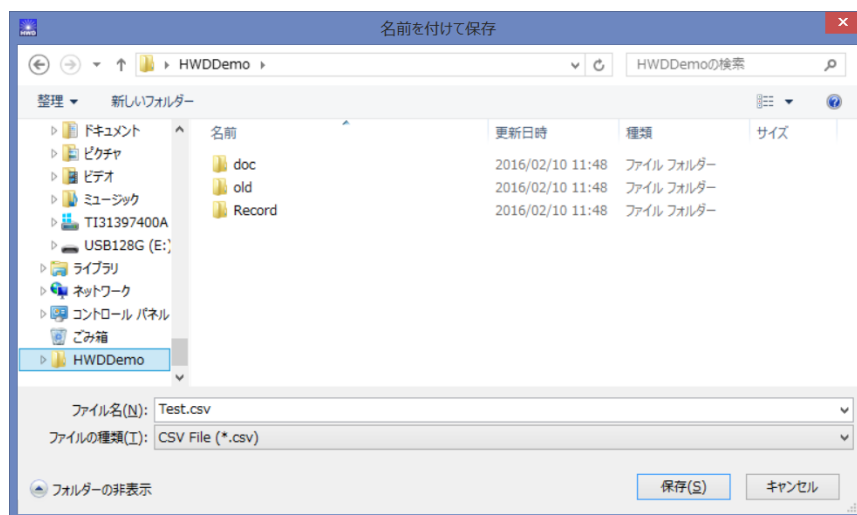 HWD
名前を付けて保存
HWDDemo
HWDDemoの検索
整理
新しいフォルダー
名前 更新日時 種類 サイズ
ドキュメント
ピクチャ
ビデオ
ミュージック
TI31397400A
USB128G (E:)
ライブラリ
ネットワーク
コントロール パネル
ごみ箱
HWDDemo
doc 2016/02/10 11:48 ファイル フォルダー
old 2016/02/10 11:48 ファイル フォルダー
Record 2016/02/10 11:48 ファイル フォルダー
ファイル名(N): Test.csv
ファイルの種類(T): CSV File (*.csv)
フォルダーの非表示
保存(S)
キャンセル